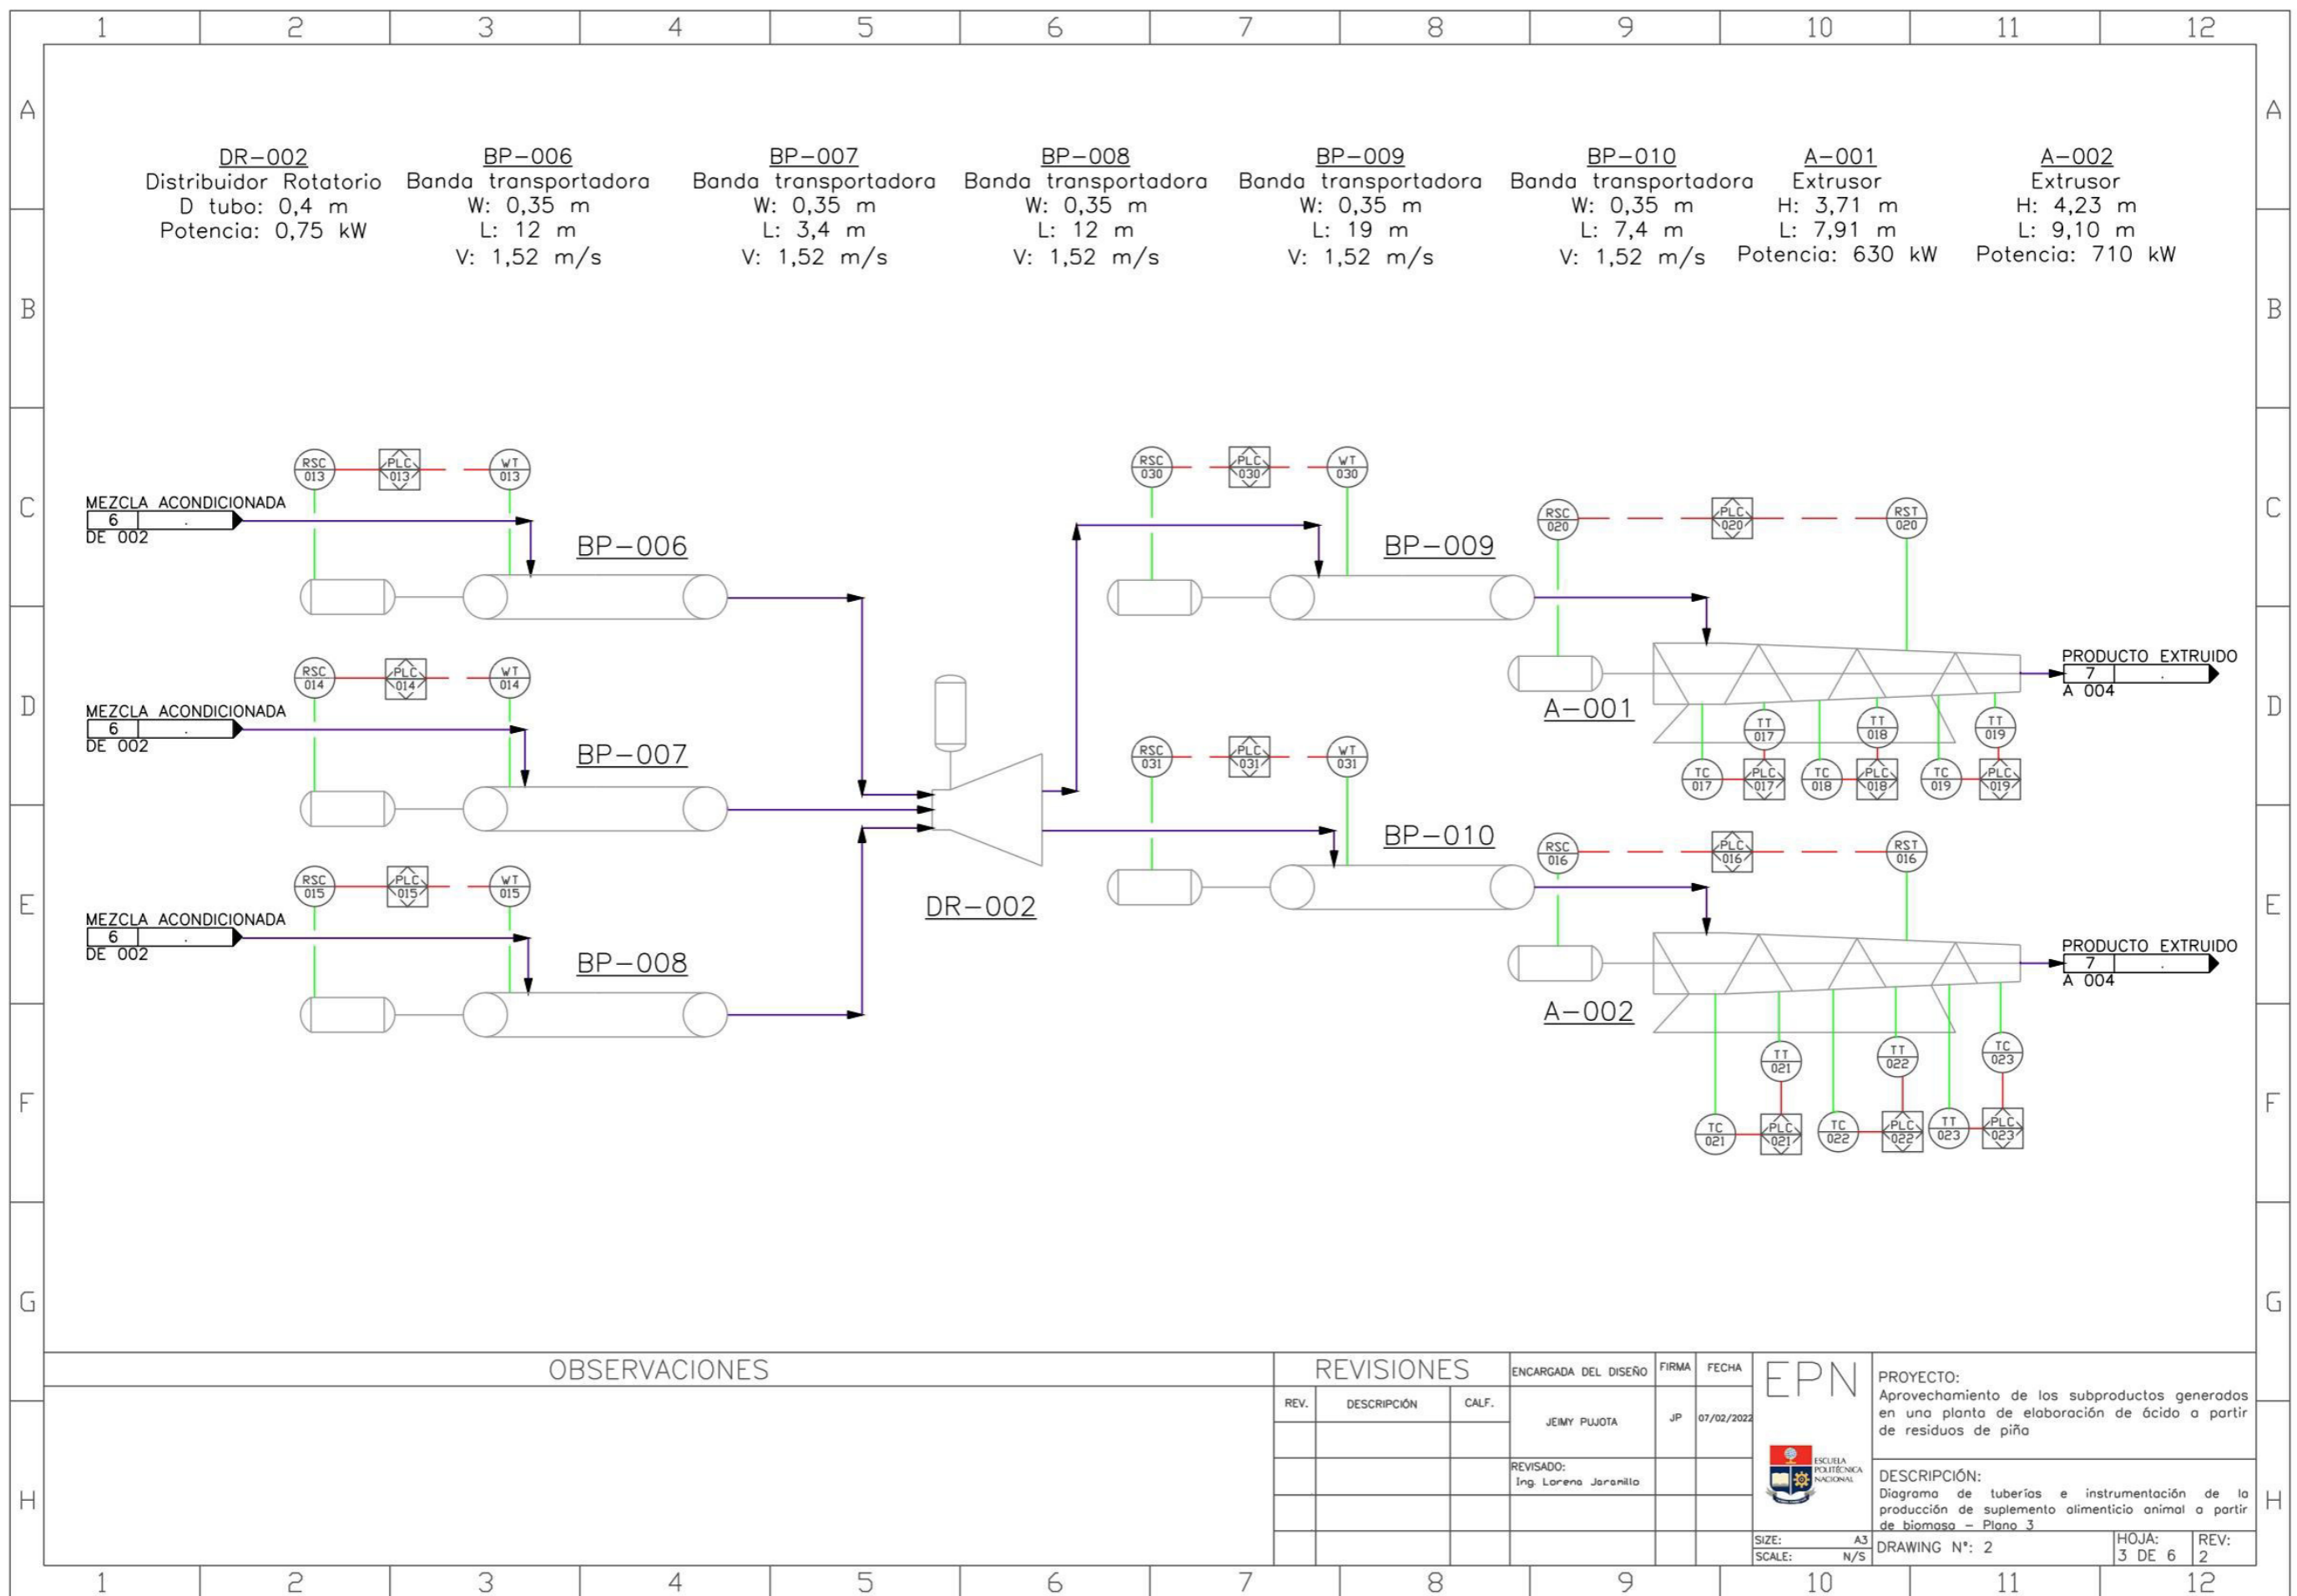 1 2 3 4 5 6 7 8 9 10 11 12
A A
DR-002
Distribuidor Rotatorio
D tubo: 0,4 m
Potencia: 0,75 kW
BP-006
Banda transportadora
W: 0,35 m
L: 12 m
V: 1,52 m/s
BP-007
Banda transportadora
W: 0,35 m
L: 3,4 m
V: 1,52 m/s
BP-008
Banda transportadora
W: 0,35 m
L: 12 m
V: 1,52 m/s
BP-009
Banda transportadora
W: 0,35 m
L: 19 m
V: 1,52 m/s
BP-010
Banda transportadora
W: 0,35 m
L: 7,4 m
V: 1,52 m/s
A-001
Extrusor
H: 3,71 m
L: 7,91 m
Potencia: 630 kW
A-002
Extrusor
H: 4,23 m
L: 9,10 m
Potencia: 710 kW
B B
C C
RSC 013
PLC 013
WT 013
MEZCLA ACONDICIONADA
6 .
DE 002
BP-006
RSC 030
PLC 030
WT 030
BP-009
RSC 020
PLC 020
RST 020
D D
RSC 014
PLC 014
WT 014
MEZCLA ACONDICIONADA
6 .
DE 002
BP-007
A-001
PRODUCTO EXTRUIDO
7 .
A 004
TT 017
TT 018
TT 019
TC 017
PLC 017
TC 018
PLC 018
TC 019
PLC 019
RSC 031
PLC 031
WT 031
BP-010
E E
RSC 015
PLC 015
WT 015
MEZCLA ACONDICIONADA
6 .
DE 002
BP-008
DR-002
RSC 016
PLC 016
RST 016
A-002
PRODUCTO EXTRUIDO
7 .
A 004
F F
TT 021
TT 022
TC 023
TC 021
PLC 021
TC 022
PLC 022
TT 023
PLC 023
G G
H H
OBSERVACIONES
REVISIONES
REV. DESCRIPCIÓN CALF.
ENCARGADA DEL DISEÑO FIRMA FECHA
JEIMY PUJOTA JP 07/02/2022
REVISADO:
Ing. Lorena Jaramillo
EPN
ESCUELA
POLITÉCNICA
NACIONAL
SIZE: A3
SCALE: N/S
PROYECTO:
Aprovechamiento de los subproductos generados
en una planta de elaboración de ácido a partir
de residuos de piña
DESCRIPCIÓN:
Diagrama de tuberías e instrumentación de la
producción de suplemento alimenticio animal a partir
de biomasa - Plano 3
DRAWING N°: 2
HOJA:
3 DE 6
REV:
2
1 2 3 4 5 6 7 8 9 10 11 12